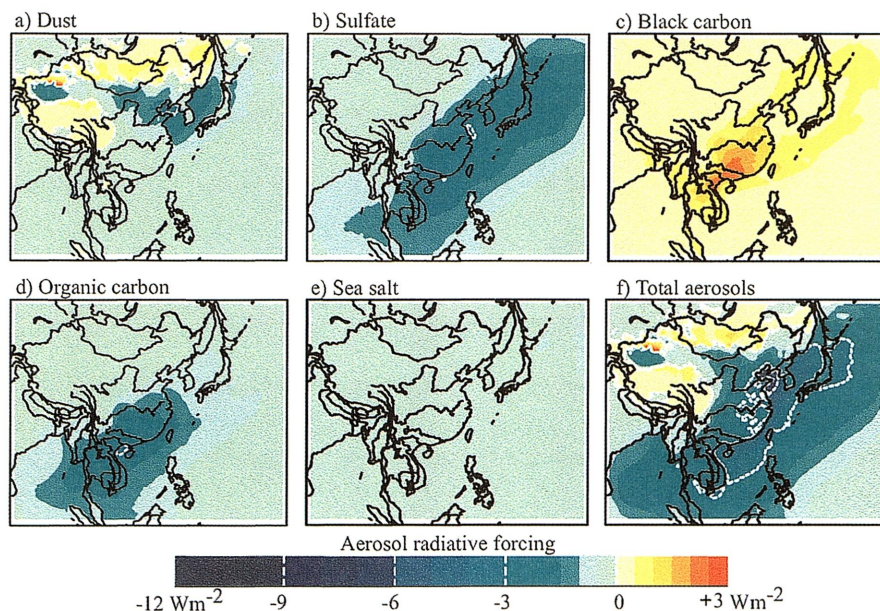 a) Dust
b) Sulfate
c) Black carbon
d) Organic carbon
e) Sea salt
f) Total aerosols
Aerosol radiative forcing
-12 Wm-2 -9 -6 -3 0 +3 Wm-2